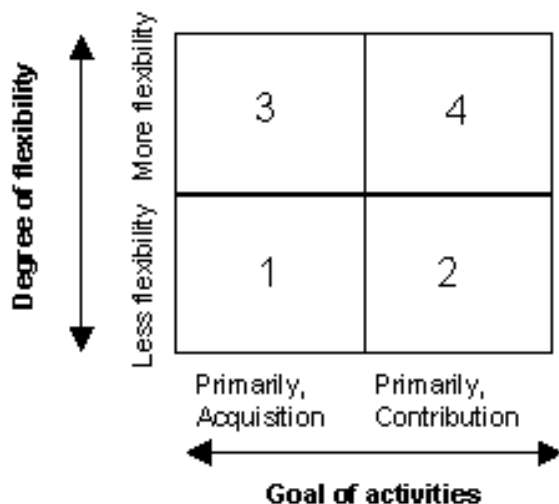 Degree of flexibility
More flexibility
Less flexibility
3
4
1
2
Primarily,
Acquisition
Primarily,
Contribution
Goal of activities